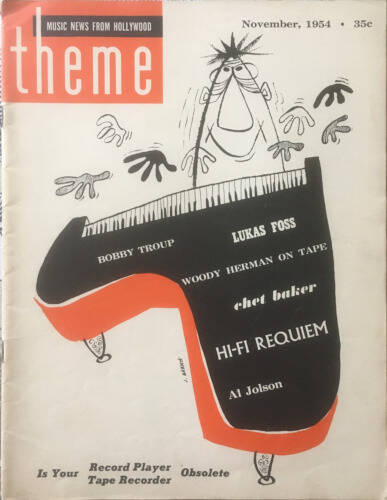 MUSIC NEWS FROM HOLLYWOOD
theme
November, 1954 • 35c
LUKAS FOSS
BOBBY TROUP
WOODY HERMAN ON TAPE
chet baker
HI-FI REQUIEM
Al Jolson
Is Your Record Player Obsolete
Tape Recorder